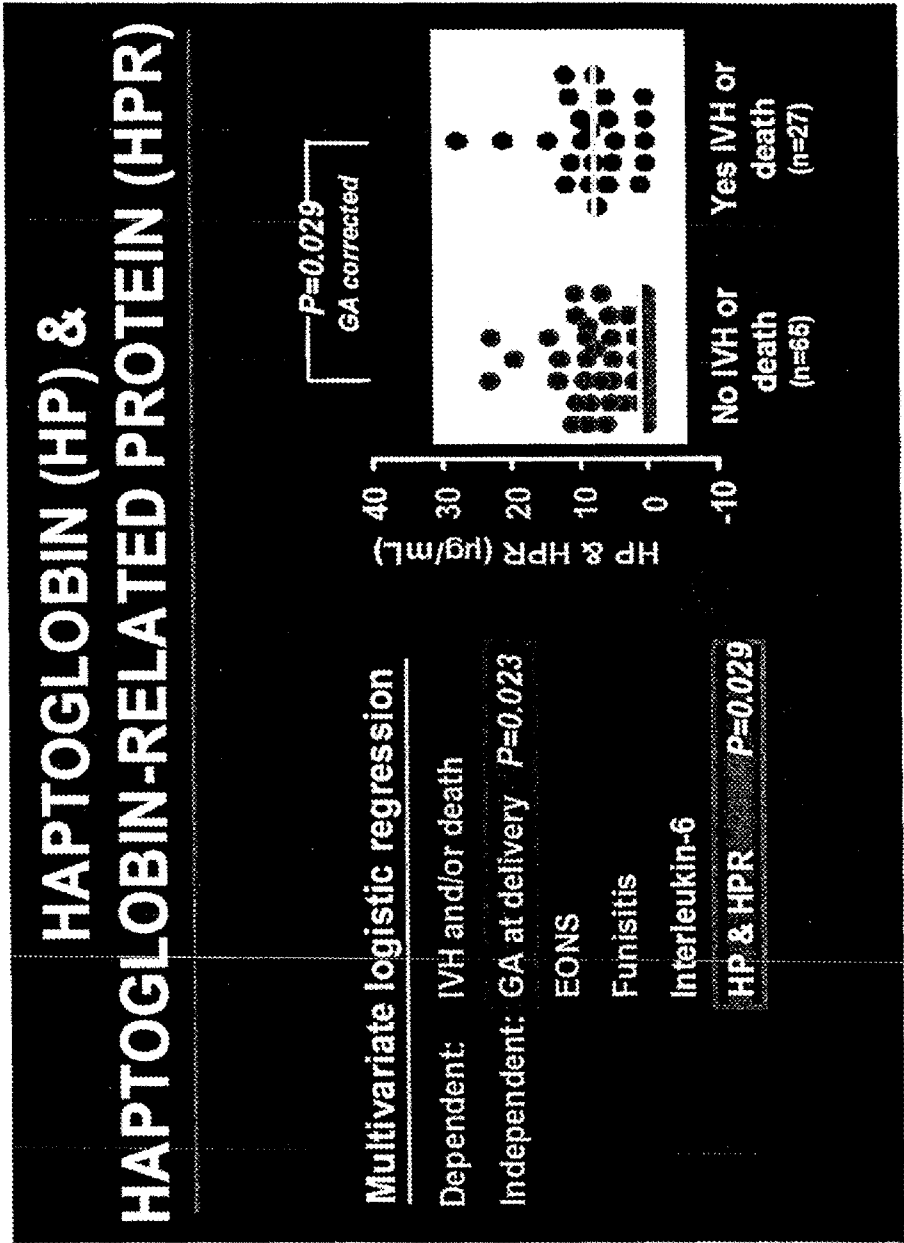 HAPTOGLOBIN (HP) &
HAPTOGLOBIN-RELATED PROTEIN (HPR)
Multivariate logistic regression
Dependent: IVH and/or death
Independent: GA at delivery P=0.023
EONS
Funisitis
Interleukin-6
HP & HPR P=0.029
P=0.029
GA corrected
HP & HPR (µg/mL)
40
30
20
10
0
-10
No IVH or
death
(n=65)
Yes IVH or
death
(n=27)